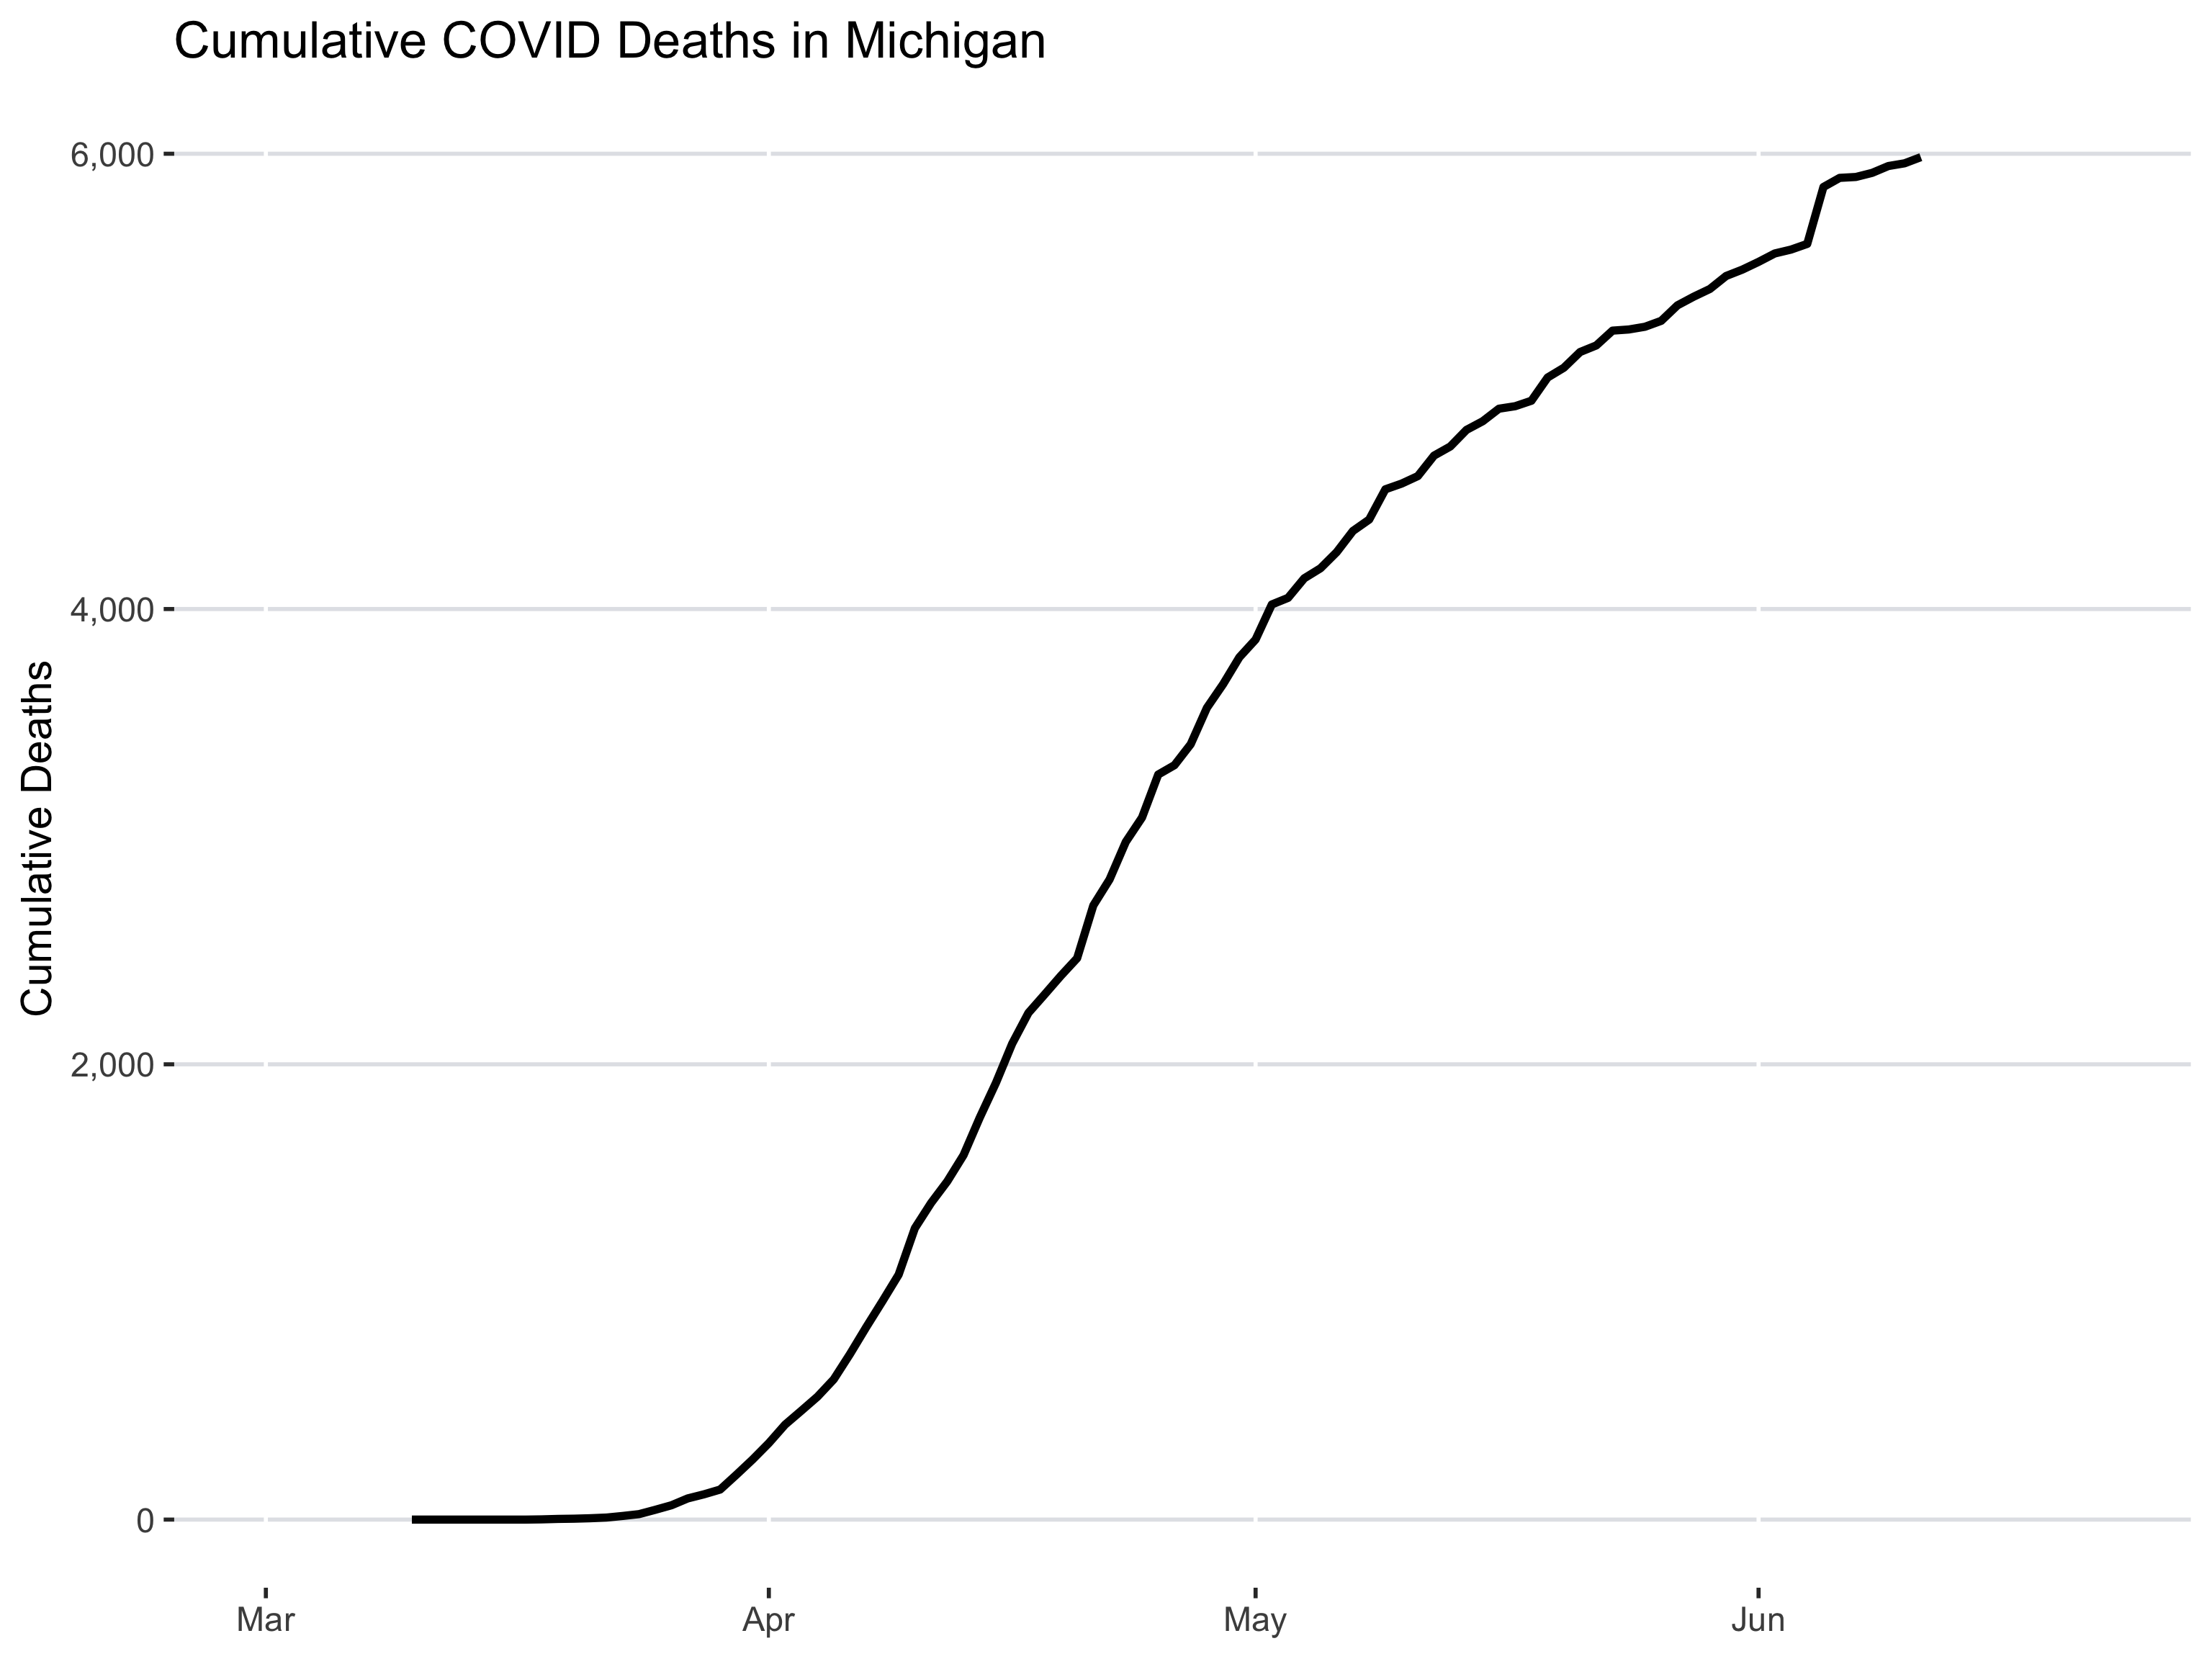 Cumulative COVID Deaths in Michigan
6,000
4,000
Cumulative Deaths
2,000
0
Mar Apr May Jun